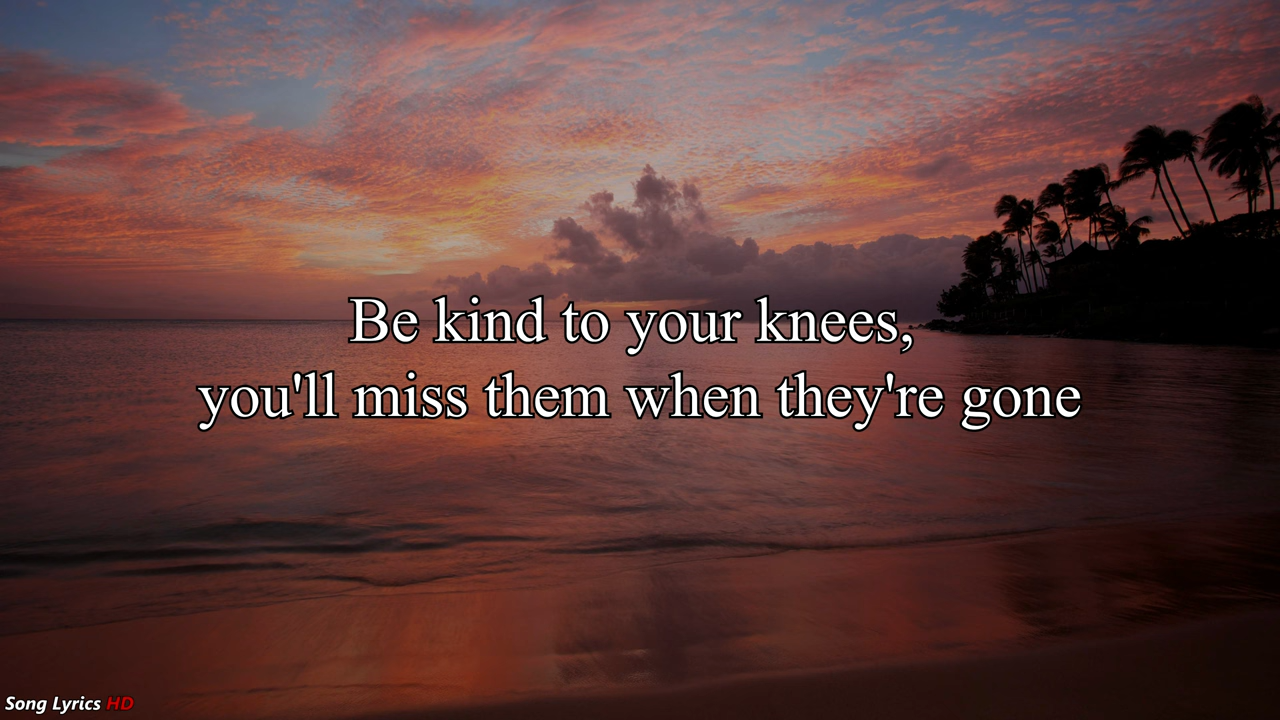 Be kind to your knees,
you'll miss them when they're gone
Song Lyrics HD